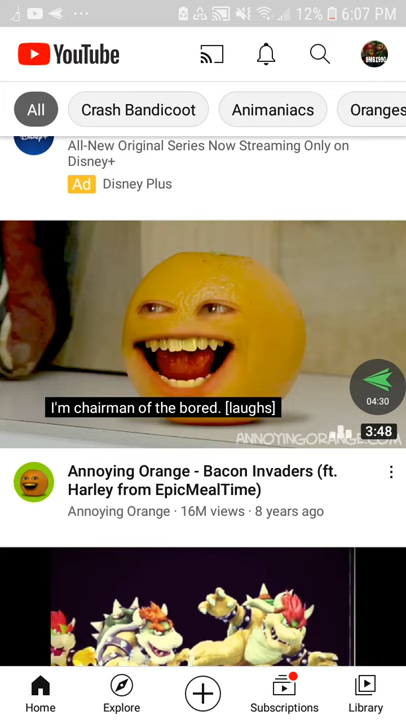 12% 6:07 PM
YouTube
SMG1990
All
Crash Bandicoot
Animaniacs
Oranges
Disney+
All-New Original Series Now Streaming Only on
Disney+
Ad Disney Plus
I'm chairman of the bored. [laughs]
04:30
ANNOYINGORANGE.COM
3:48
Annoying Orange - Bacon Invaders (ft.
Harley from EpicMealTime)
Annoying Orange · 16M views · 8 years ago
Home
Explore
Subscriptions
Library